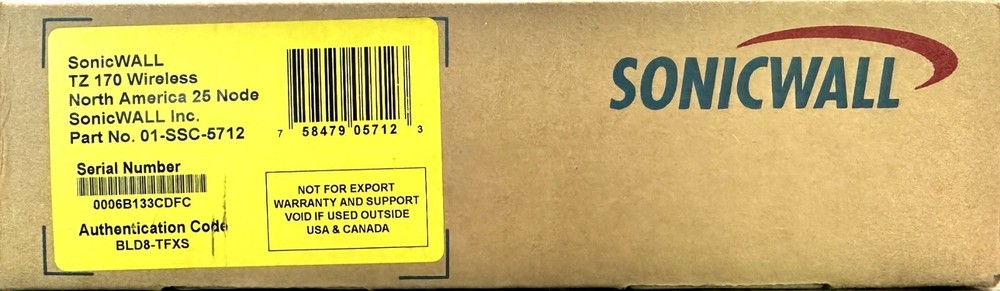 SonicWALL
TZ 170 Wireless
North America 25 Node
SonicWALL Inc.
Part No. 01-SSC-5712
7 58479 05712 3
Serial Number
0006B133CDFC
Authentication Code
BLD8-TFXS
NOT FOR EXPORT
WARRANTY AND SUPPORT
VOID IF USED OUTSIDE
USA & CANADA
SONICWALL